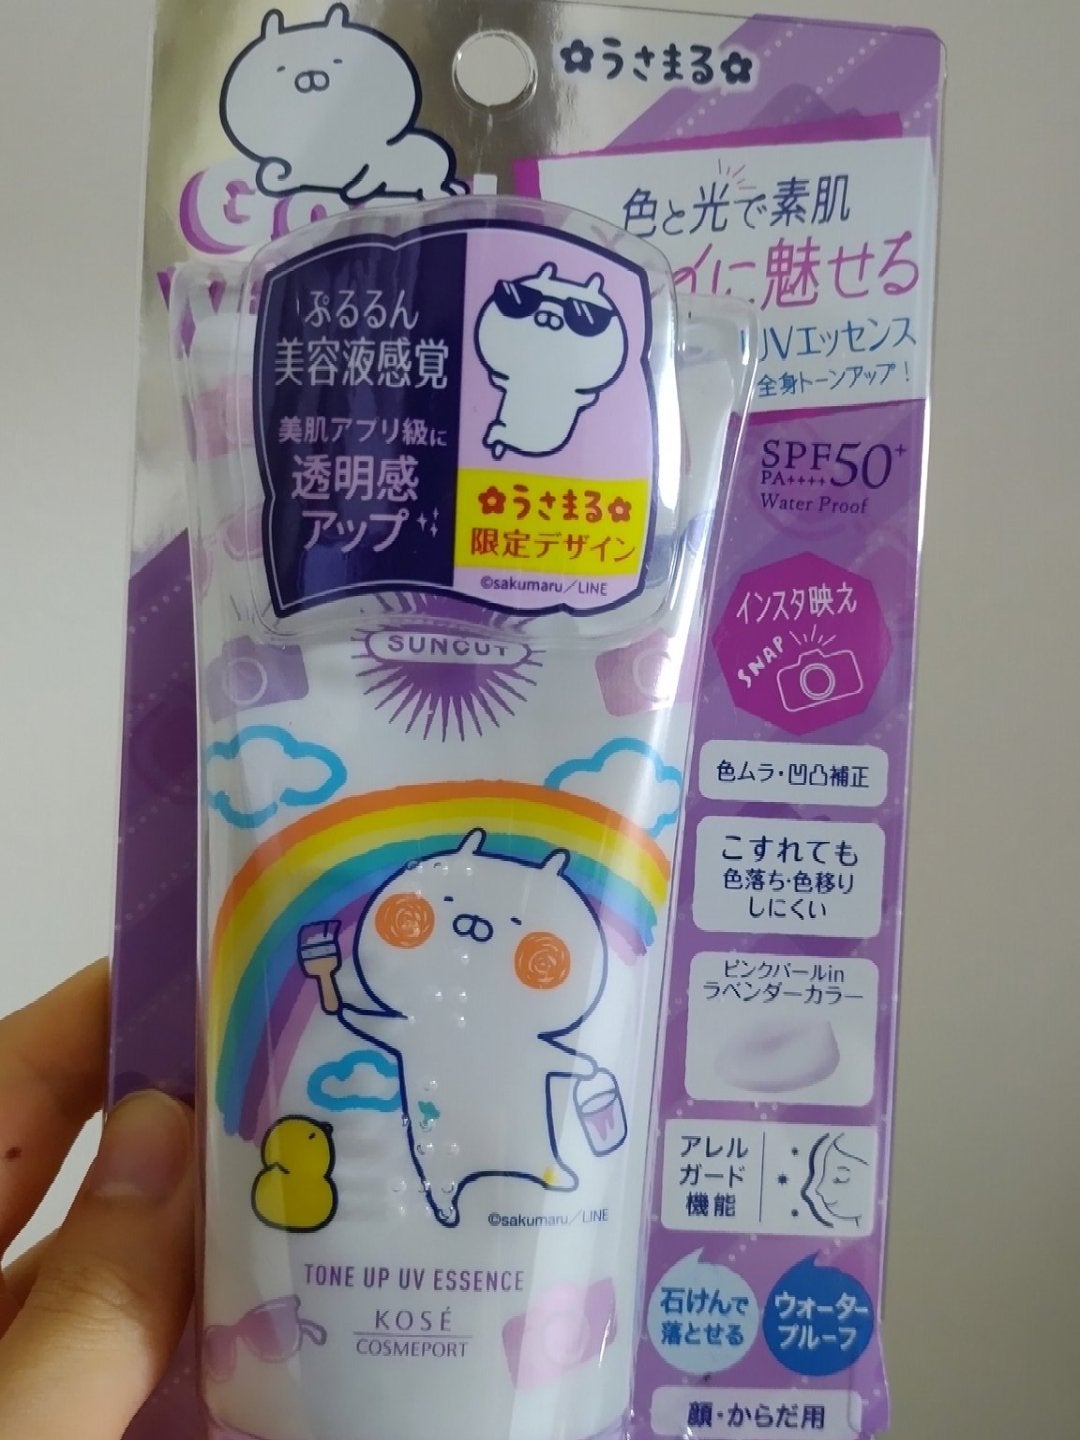 ✿うさまる✿
色と光で素肌
に魅せる
UVエッセンス
全身トーンアップ!
ぷるるん
美容液感覚
美肌アプリ級に
透明感
アップ
✿うさまる✿
限定デザイン
©sakumaru/LINE
SPF50+
PA++++
Water Proof
インスタ映え
SNAP
SUNCUT
色ムラ・凹凸補正
こすれても
色落ち・色移り
しにくい
ピンクパールin
ラベンダーカラー
アレル
ガード
機能
©sakumaru/LINE
TONE UP UV ESSENCE
KOSÉ
COSMEPORT
石けんで
落とせる
ウォーター
プルーフ
顔・からだ用